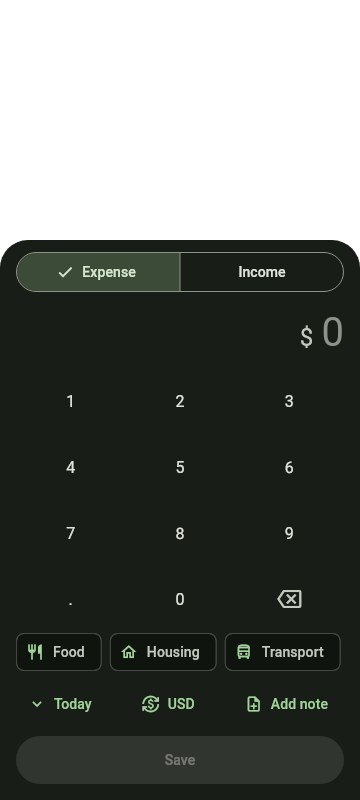 Expense Income
$ 0
1 2 3
4 5 6
7 8 9
. 0
Food Housing Transport
Today USD Add note
Save